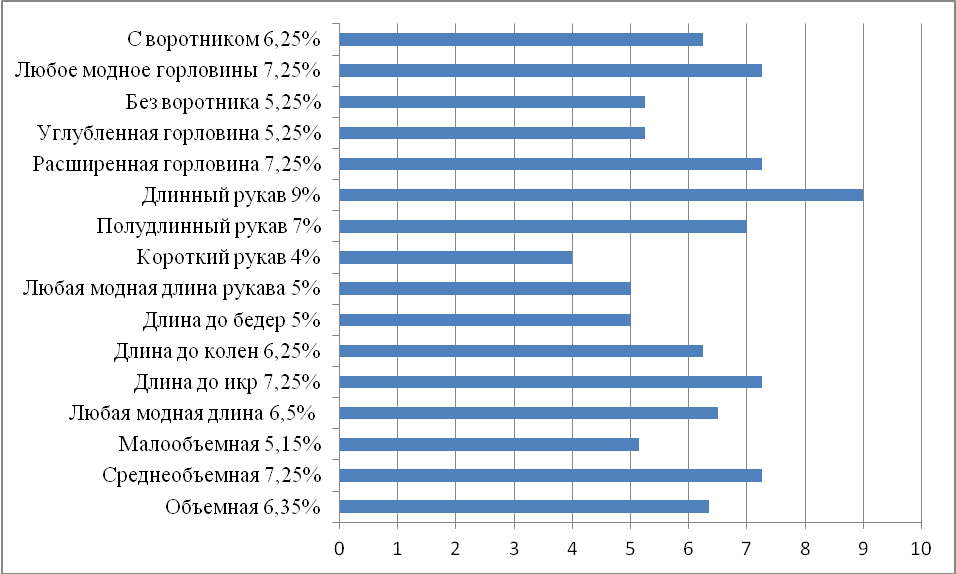 С воротником 6,25%
Любое модное горловины 7,25%
Без воротника 5,25%
Углубленная горловина 5,25%
Расширенная горловина 7,25%
Длинный рукав 9%
Полудлинный рукав 7%
Короткий рукав 4%
Любая модная длина рукава 5%
Длина до бедер 5%
Длина до колен 6,25%
Длина до икр 7,25%
Любая модная длина 6,5%
Малообъемная 5,15%
Среднеобъемная 7,25%
Объемная 6,35%
0 1 2 3 4 5 6 7 8 9 10